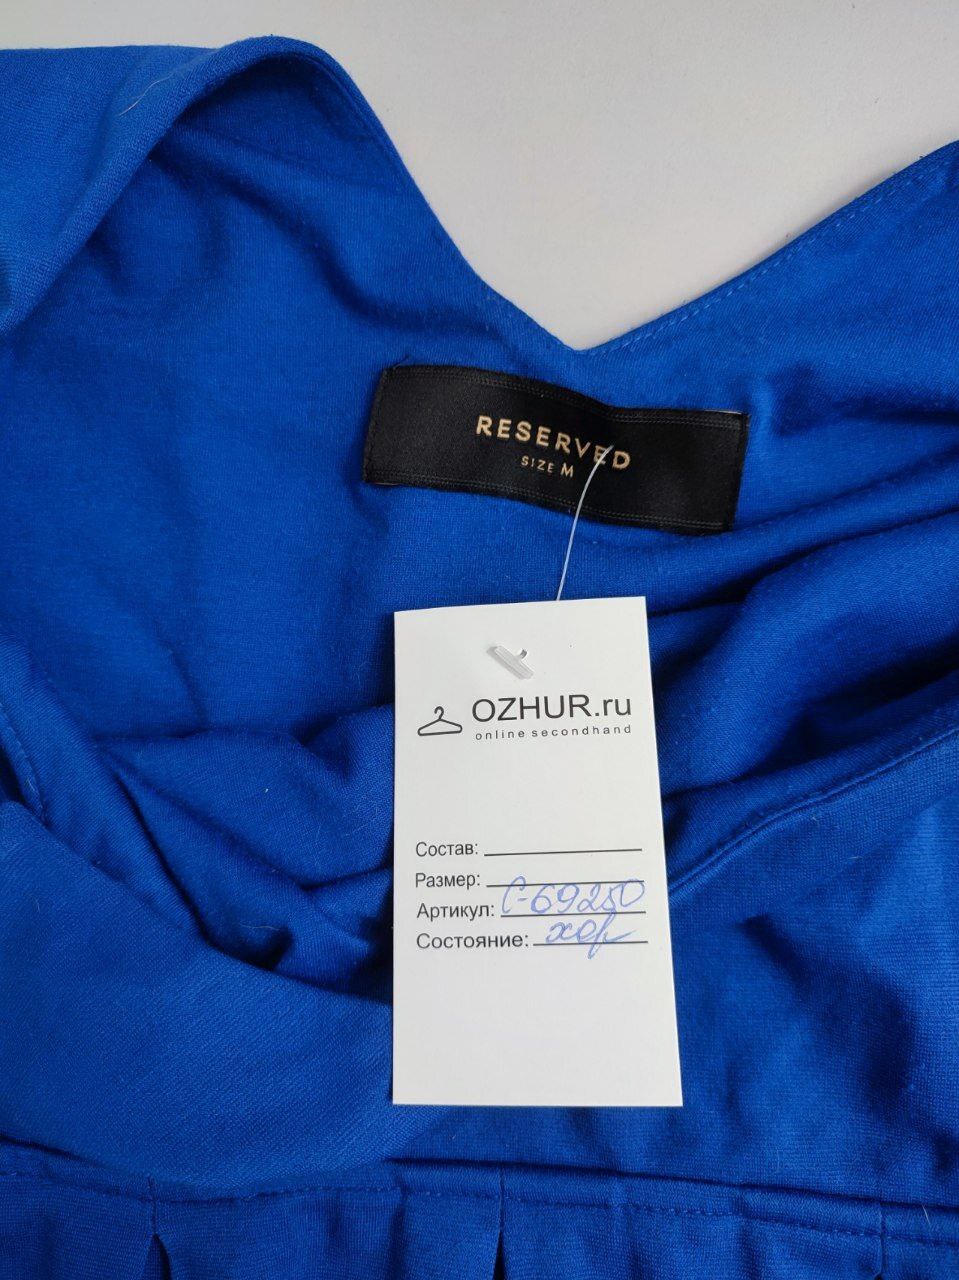 RESERVED
SIZE M
OZHUR.ru
online secondhand
Состав:
Размер:
Артикул: С-69250
Состояние: хор